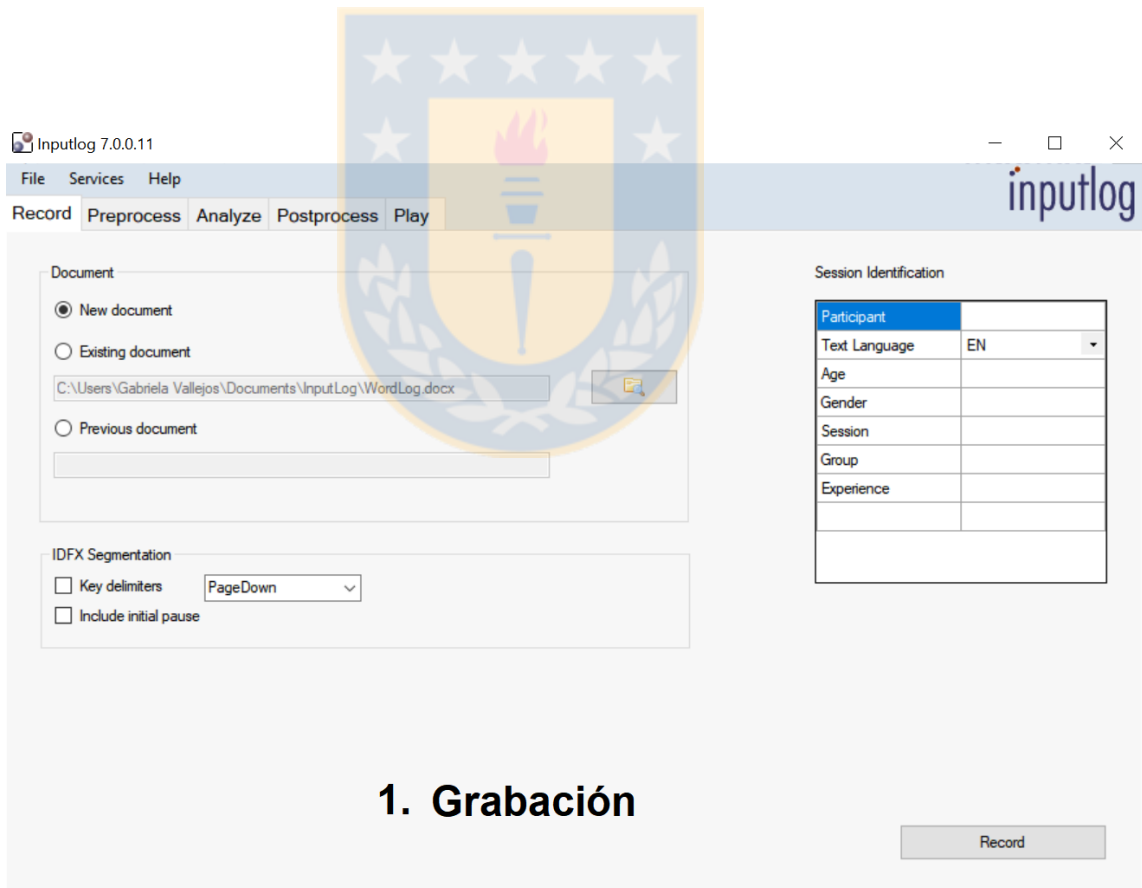 Inputlog 7.0.0.11
File Services Help
inputlog
Record Preprocess Analyze Postprocess Play
Document
New document
Existing document
C:\Users\Gabriela Vallejos\Documents\InputLog\WordLog.docx
Previous document
IDFX Segmentation
Key delimiters PageDown
Include initial pause
Session Identification
Participant
Text Language EN
Age
Gender
Session
Group
Experience
1. Grabación
Record